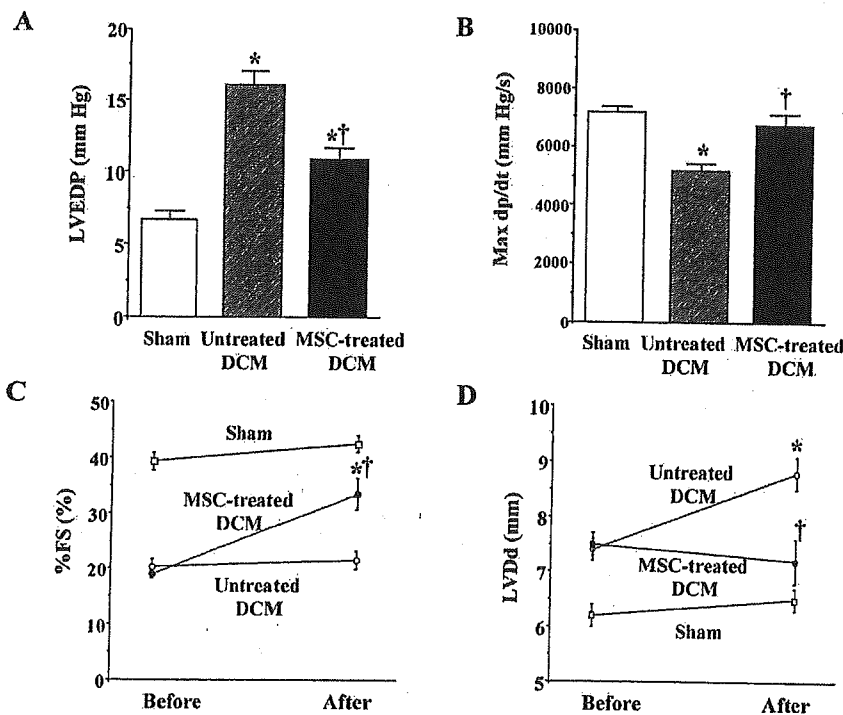 A
LVEDP (mm Hg)
20
15
10
5
0
*
*†
Sham Untreated MSC-treated
DCM DCM
B
Max dp/dt (mm Hg/s)
10000
8000
6000
4000
2000
0
*
†
Sham Untreated MSC-treated
DCM DCM
C
%FS (%)
50
40
30
20
10
0
Sham
*†
MSC-treated
DCM
Untreated
DCM
Before After
D
LVDd (mm)
9
8
7
6
5
*
Untreated
DCM
†
MSC-treated
DCM
Sham
Before After